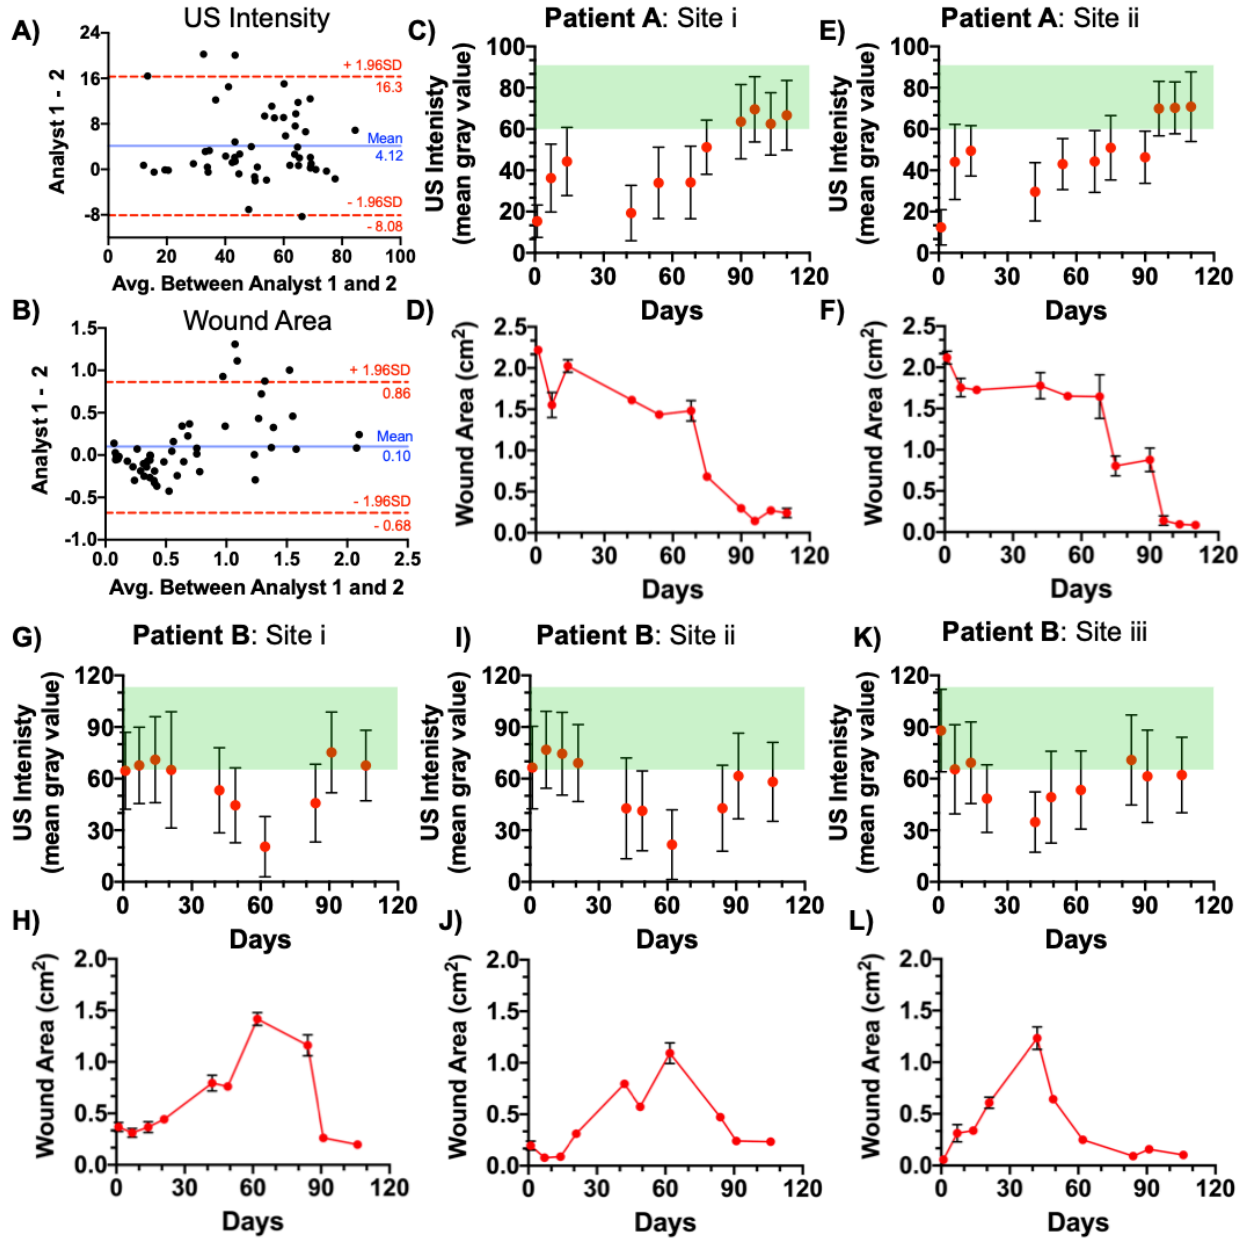 A)
US Intensity
24
16
8
0
-8
Analyst 1 - 2
+ 1.96SD
16.3
Mean
4.12
- 1.96SD
- 8.08
0 20 40 60 80 100
Avg. Between Analyst 1 and 2
B)
Wound Area
1.5
1.0
0.5
0.0
-0.5
-1.0
Analyst 1 - 2
+ 1.96SD
0.86
Mean
0.10
- 1.96SD
- 0.68
0.0 0.5 1.0 1.5 2.0 2.5
Avg. Between Analyst 1 and 2
C)
Patient A: Site i
US Intenisty
(mean gray value)
100
80
60
40
20
0
0 30 60 90 120
Days
D)
Wound Area (cm2)
2.5
2.0
1.5
1.0
0.5
0.0
0 30 60 90 120
Days
E)
Patient A: Site ii
US Intenisty
(mean gray value)
100
80
60
40
20
0
0 30 60 90 120
Days
F)
Wound Area (cm2)
2.5
2.0
1.5
1.0
0.5
0.0
0 30 60 90 120
Days
G)
Patient B: Site i
US Intenisty
(mean gray value)
120
90
60
30
0
0 30 60 90 120
Days
H)
Wound Area (cm2)
2.0
1.5
1.0
0.5
0.0
0 30 60 90 120
Days
I)
Patient B: Site ii
US Intenisty
(mean gray value)
120
90
60
30
0
0 30 60 90 120
Days
J)
Wound Area (cm2)
2.0
1.5
1.0
0.5
0.0
0 30 60 90 120
Days
K)
Patient B: Site iii
US Intenisty
(mean gray value)
120
90
60
30
0
0 30 60 90 120
Days
L)
Wound Area (cm2)
2.0
1.5
1.0
0.5
0.0
0 30 60 90 120
Days